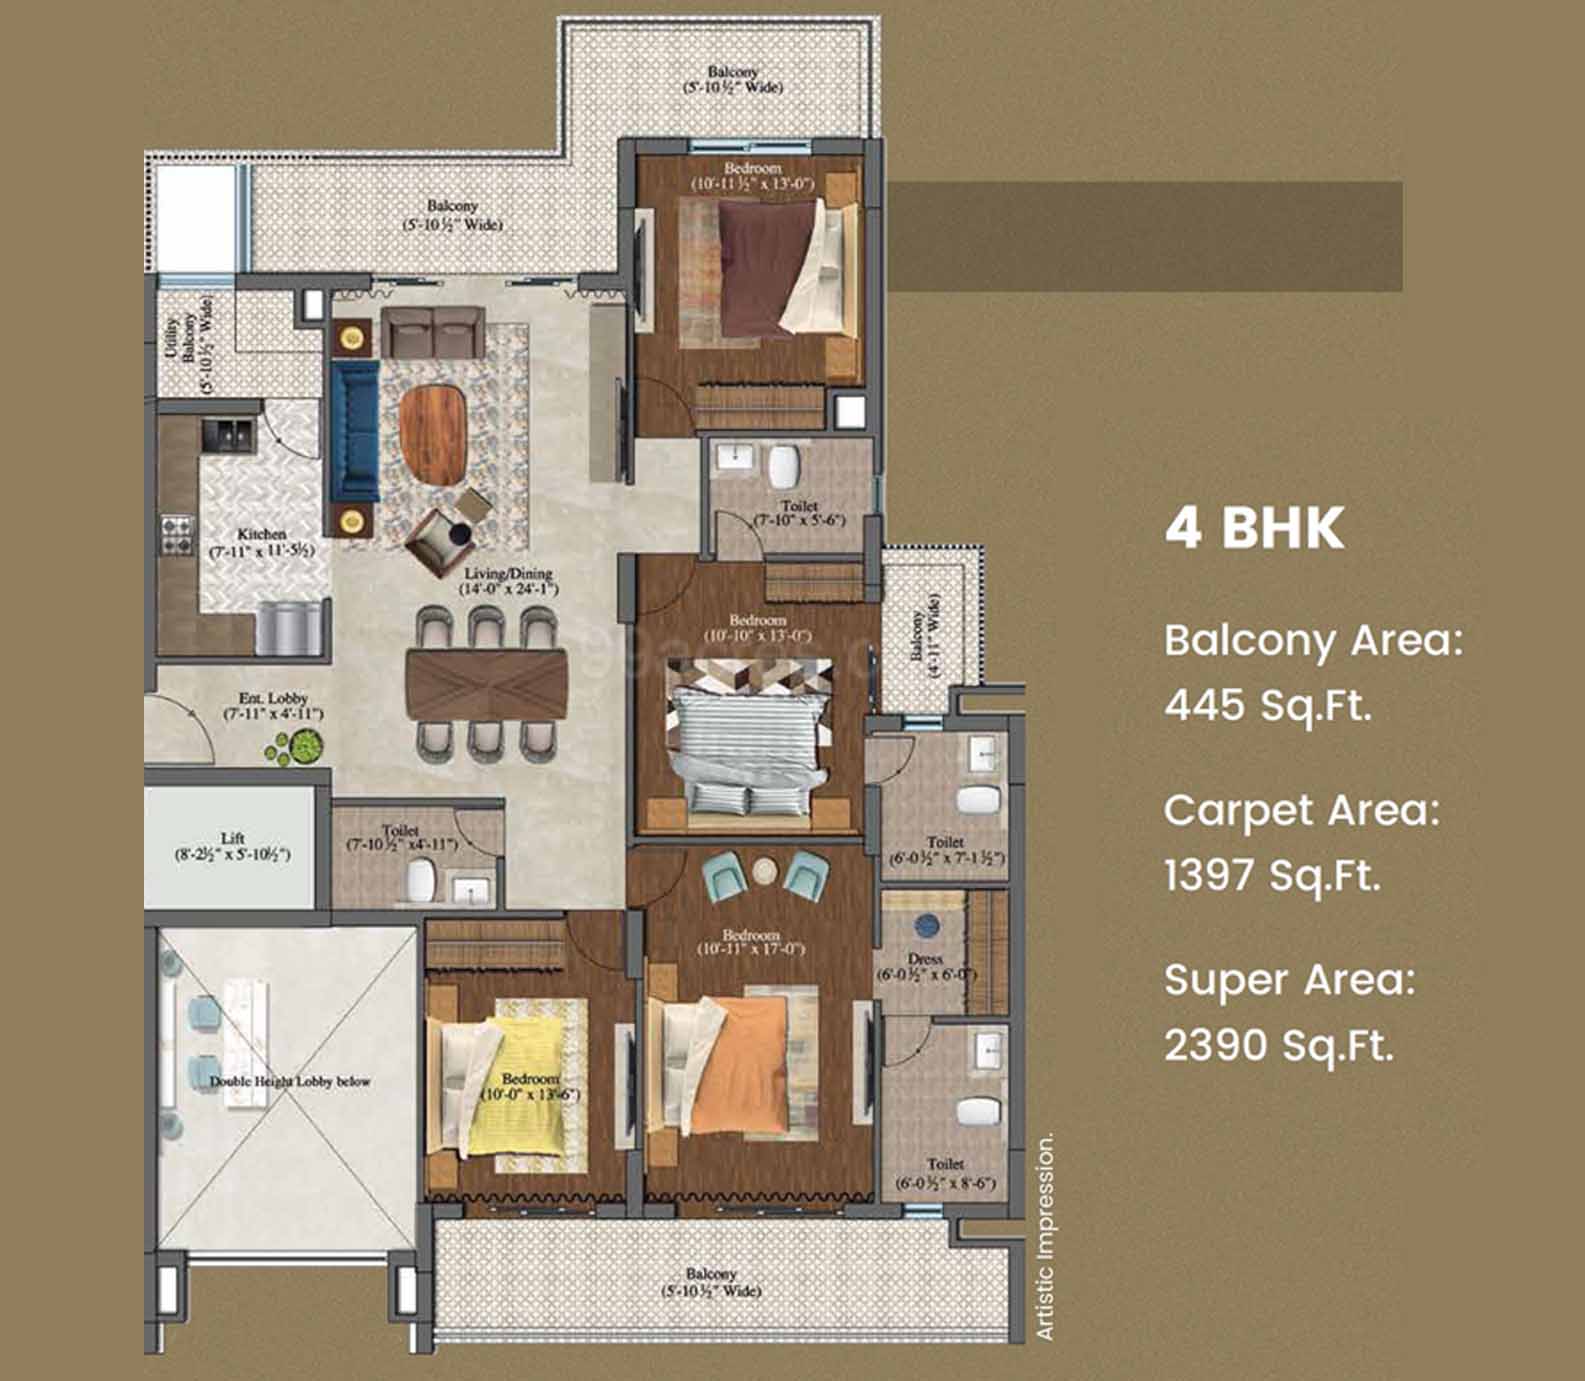 Balcony
(5'-10½" Wide)
Bedroom
(10'-11½" x 13'-0")
Balcony
(5'-10½" Wide)
Utility
Balcony
(5'-10½" Wide)
Kitchen
(7'-11" x 11'-5½)
Toilet
(7'-10" x 5'-6")
Living/Dining
(14'-0" x 24'-1")
Bedroom
(10'-10" x 13'-0")
Balcony
(4'-11" Wide)
Ent. Lobby
(7'-11" x 4'-11")
Lift
(8'-2½" x 5'-10½")
Toilet
(7'-10½" x4'-11")
Toilet
(6'-0½" x 7'-1½")
Bedroom
(10'-11" x 17'-0")
Dress
(6'-0½" x 6'-0")
Double Height Lobby below
Bedroom
(10'-0" x 13'-6")
Toilet
(6'-0½" x 8'-6")
Balcony
(5'-10½" Wide)
Artistic Impression.
4 BHK
Balcony Area:
445 Sq.Ft.
Carpet Area:
1397 Sq.Ft.
Super Area:
2390 Sq.Ft.